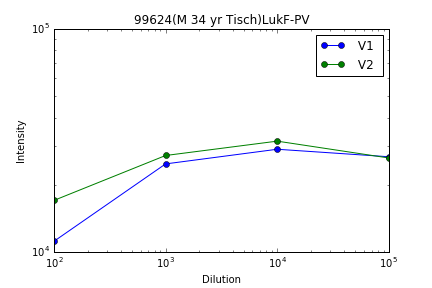 99624(M 34 yr Tisch)LukF-PV
10^5
V1
V2
Intensity
10^4
10^2 10^3 10^4 10^5
Dilution